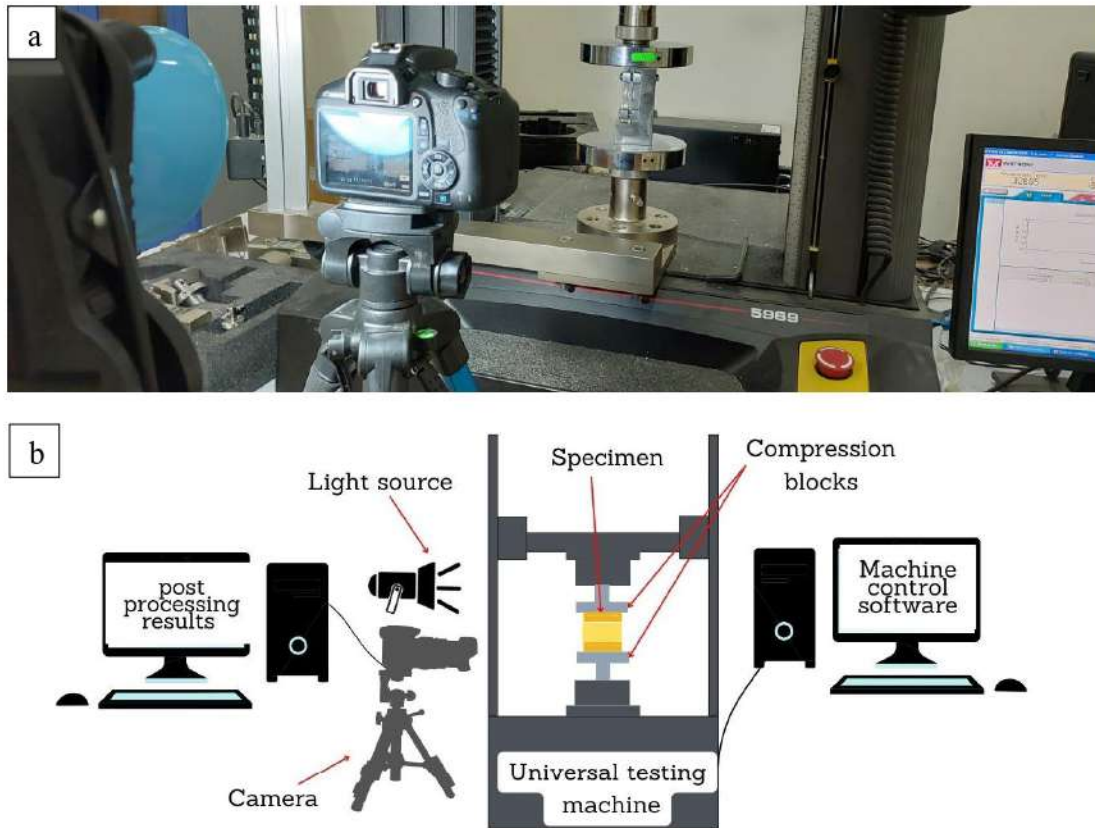 a
5969
b
Light source
Specimen
Compression
blocks
post
processing
results
Machine
control
software
Camera
Universal testing
machine